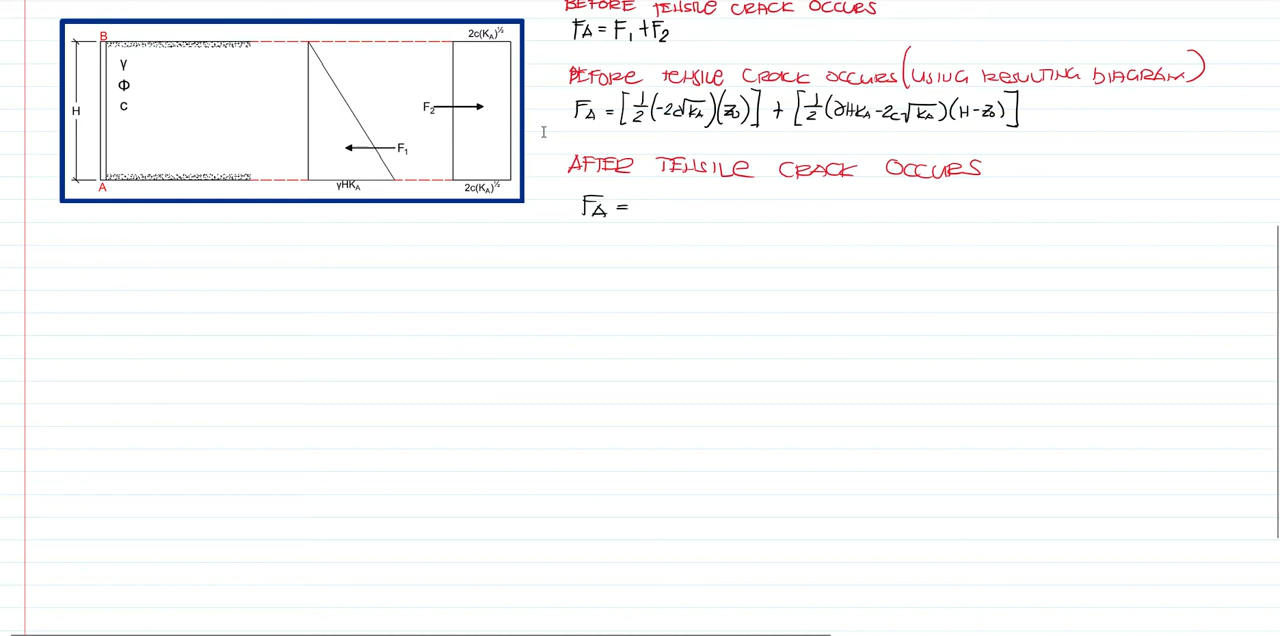 BEFORE TENSILE CRACK OCCURS
FA = F1 + F2
BEFORE TENSILE CRACK OCCURS (USING RESULTING DIAGRAM)
FA = [1/2(-2c√KA)(Z0)] + [1/2(γHKA-2c√KA)(H-Z0)]
AFTER TENSILE CRACK OCCURS
FA =
B
2c(KA)^½
γ
Φ
H
c
F2
F1
A
γHKA
2c(KA)^½